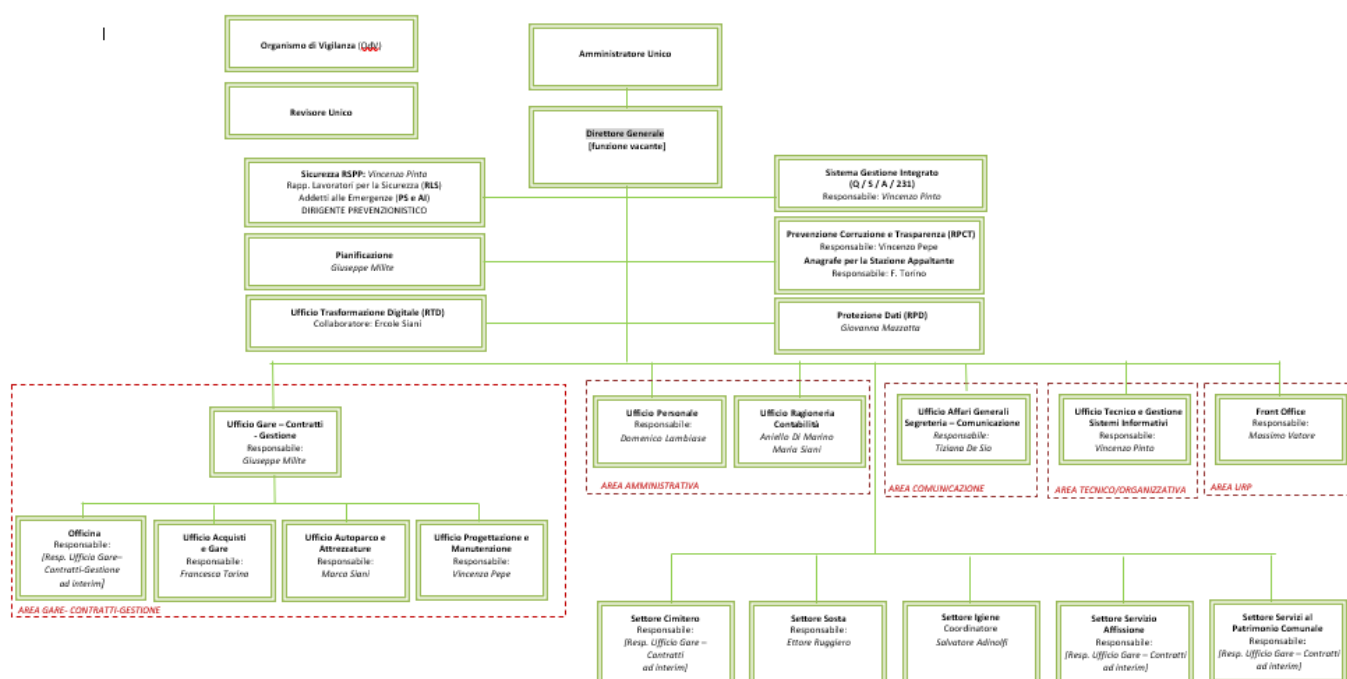 Organismo di Vigilanza (OdV)
Amministratore Unico
Revisore Unico
Direttore Generale
[funzione vacante]
Sicurezza RSPP: Vincenzo Pinto
Rapp. Lavoratori per la Sicurezza (RLS)
Addetti alle Emergenze (PS e AI)
DIRIGENTE PREVENZIONISTICO
Sistema Gestione Integrato
(Q / S / A / 231)
Responsabile: Vincenzo Pinto
Pianificazione
Giuseppe Milite
Prevenzione Corruzione e Trasparenza (RPCT)
Responsabile: Vincenzo Pepe
Anagrafe per la Stazione Appaltante
Responsabile: F. Torino
Ufficio Trasformazione Digitale (RTD)
Collaboratore: Ercole Siani
Protezione Dati (RPD)
Giovanna Mazzatta
Ufficio Gare – Contratti
- Gestione
Responsabile:
Giuseppe Milite
Ufficio Personale
Responsabile:
Domenico Lambiase
Ufficio Ragioneria
Contabilità
Aniello Di Marino
Maria Siani
AREA AMMINISTRATIVA
Ufficio Affari Generali
Segreteria – Comunicazione
Responsabile:
Tiziana De Sio
AREA COMUNICAZIONE
Ufficio Tecnico e Gestione
Sistemi Informativi
Responsabile:
Vincenzo Pinto
AREA TECNICO/ORGANIZZATIVA
Front Office
Responsabile:
Massimo Vatore
AREA URP
Officina
Responsabile:
[Resp. Ufficio Gare–
Contratti-Gestione
ad interim]
Ufficio Acquisti
e Gare
Responsabile:
Francesco Torino
Ufficio Autoparco e
Attrezzature
Responsabile:
Marco Siani
Ufficio Progettazione e
Manutenzione
Responsabile:
Vincenzo Pepe
AREA GARE- CONTRATTI-GESTIONE
Settore Cimitero
Responsabile:
[Resp. Ufficio Gare –
Contratti
ad interim]
Settore Sosta
Responsabile:
Ettore Ruggiero
Settore Igiene
Coordinatore
Salvatore Adinolfi
Settore Servizio
Affissione
Responsabile:
[Resp. Ufficio Gare – Contratti
ad interim]
Settore Servizi al
Patrimonio Comunale
Responsabile:
[Resp. Ufficio Gare – Contratti
ad interim]